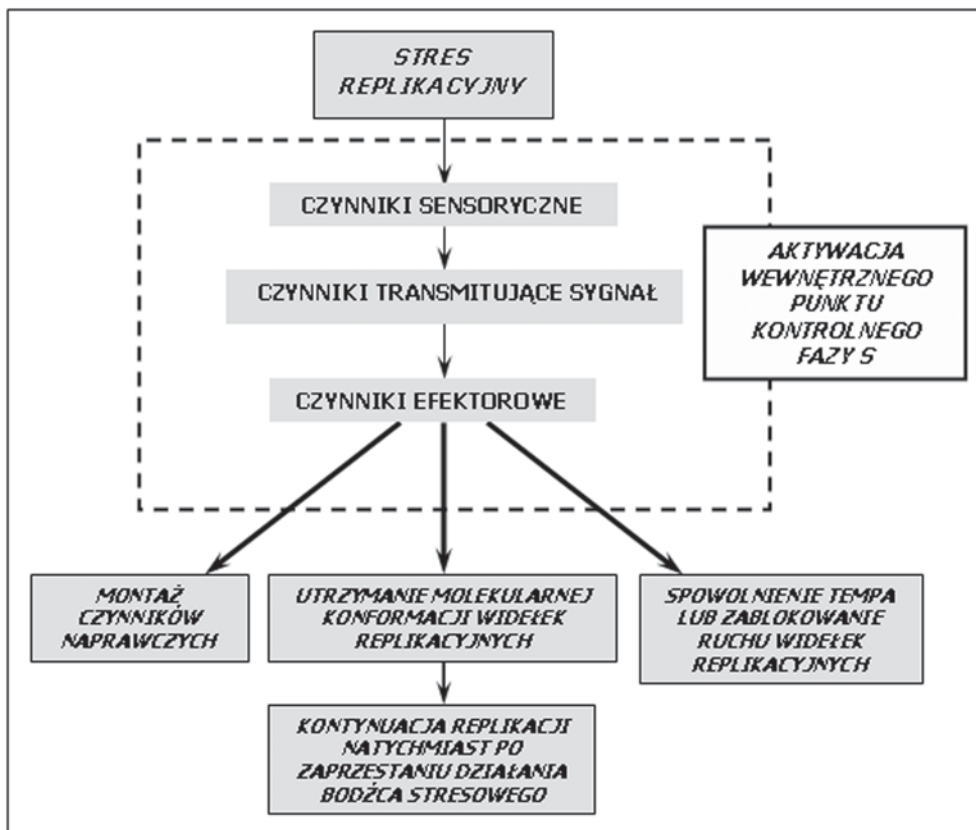 STRES
REPLIKACYJNY
CZYNNIKI SENSORYCZNE
CZYNNIKI TRANSMITUJĄCE SYGNAŁ
CZYNNIKI EFEKTOROWE
AKTYWACJA
WEWNĘTRZNEGO
PUNKTU
KONTROLNEGO
FAZY S
MONTAŻ
CZYNNIKÓW
NAPRAWCZYCH
UTRZYMANIE MOLEKULARNEJ
KONFORMACJI WIDEŁEK
REPLIKACYJNYCH
SPOWOLNIENIE TEMPA
LUB ZABLOKOWANIE
RUCHU WIDEŁEK
REPLIKACYJNYCH
KONTYNUACJA REPLIKACJI
NATYCHMIAST PO
ZAPRZESTANIU DZIAŁANIA
BODŹCA STRESOWEGO